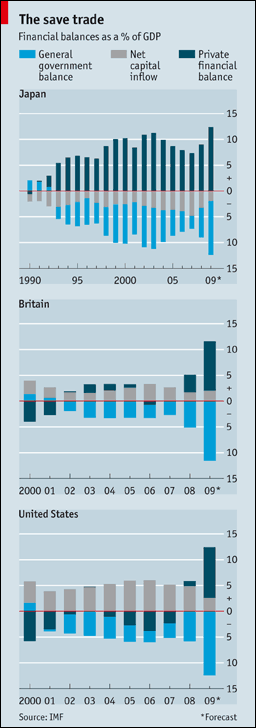 The save trade
Financial balances as a % of GDP
General government balance
Net capital inflow
Private financial balance
Japan
15
10
5
+
0
–
5
10
15
1990 95 2000 05 09*
Britain
15
10
5
+
0
–
5
10
15
2000 01 02 03 04 05 06 07 08 09*
United States
15
10
5
+
0
–
5
10
15
2000 01 02 03 04 05 06 07 08 09*
Source: IMF *Forecast